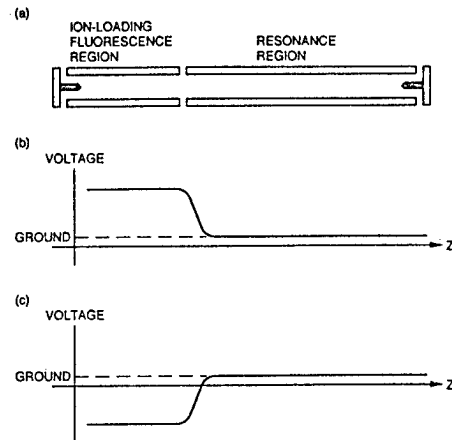 (a)
ION-LOADING
FLUORESCENCE
REGION
RESONANCE
REGION
(b)
VOLTAGE
GROUND
Z
(c)
VOLTAGE
GROUND
Z